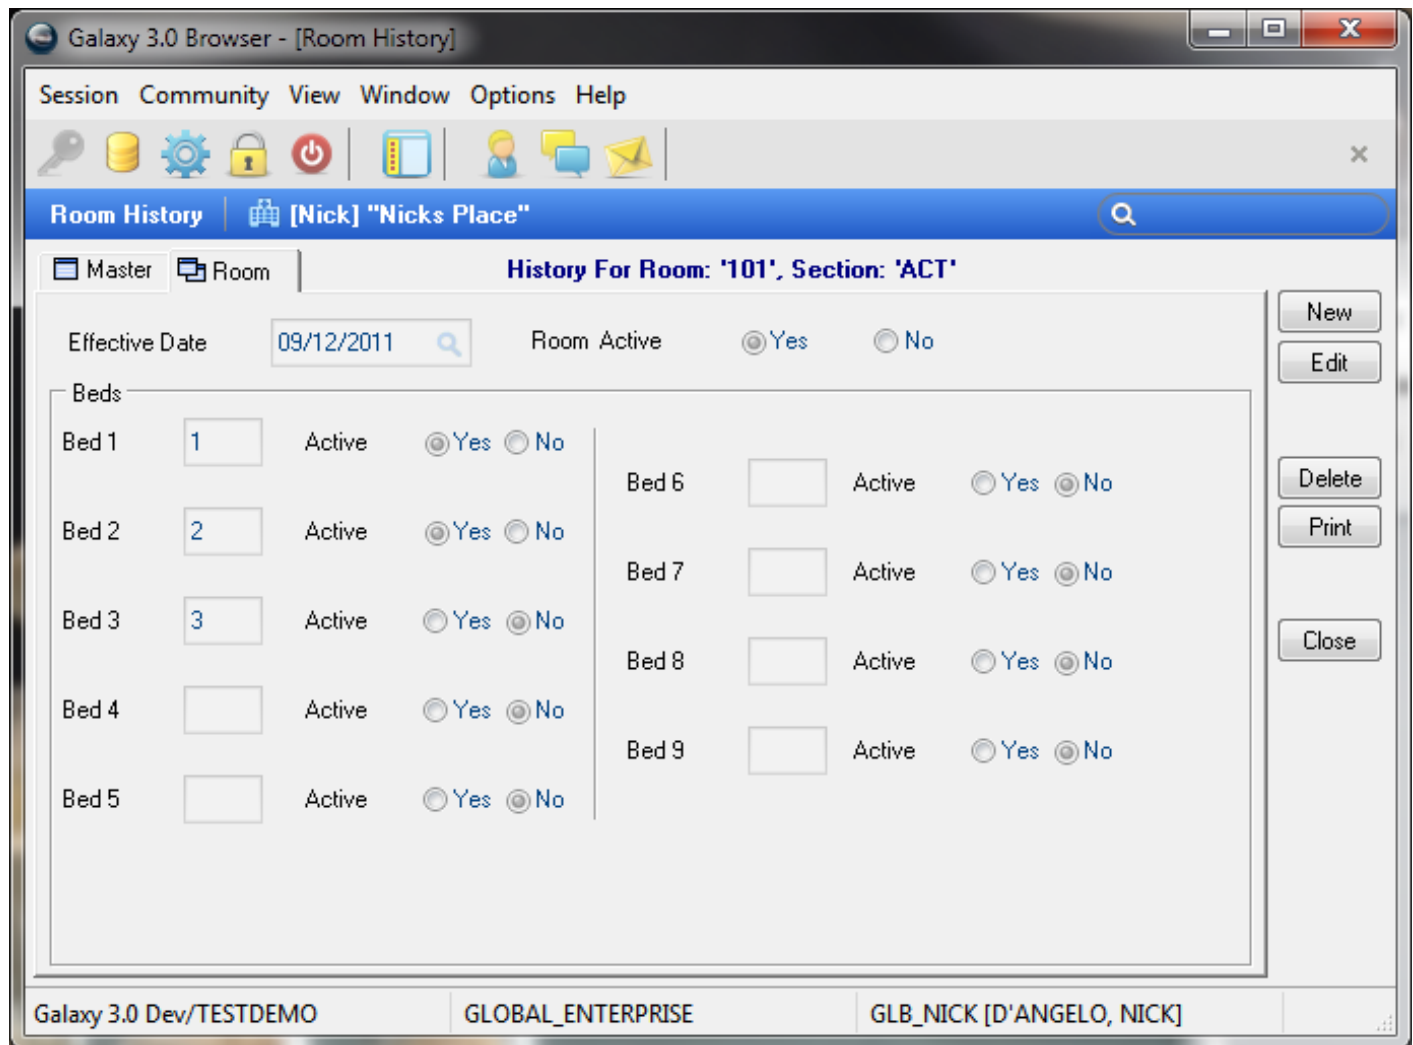 Galaxy 3.0 Browser - [Room History]
Session Community View Window Options Help
Room History [Nick] "Nicks Place"
Master Room History For Room: '101', Section: 'ACT'
New
Effective Date 09/12/2011 Room Active Yes No
Edit
Beds
Bed 1 1 Active Yes No
Bed 6 Active Yes No
Delete
Bed 2 2 Active Yes No
Print
Bed 7 Active Yes No
Bed 3 3 Active Yes No
Close
Bed 8 Active Yes No
Bed 4 Active Yes No
Bed 9 Active Yes No
Bed 5 Active Yes No
Galaxy 3.0 Dev/TESTDEMO GLOBAL_ENTERPRISE GLB_NICK [D'ANGELO, NICK]